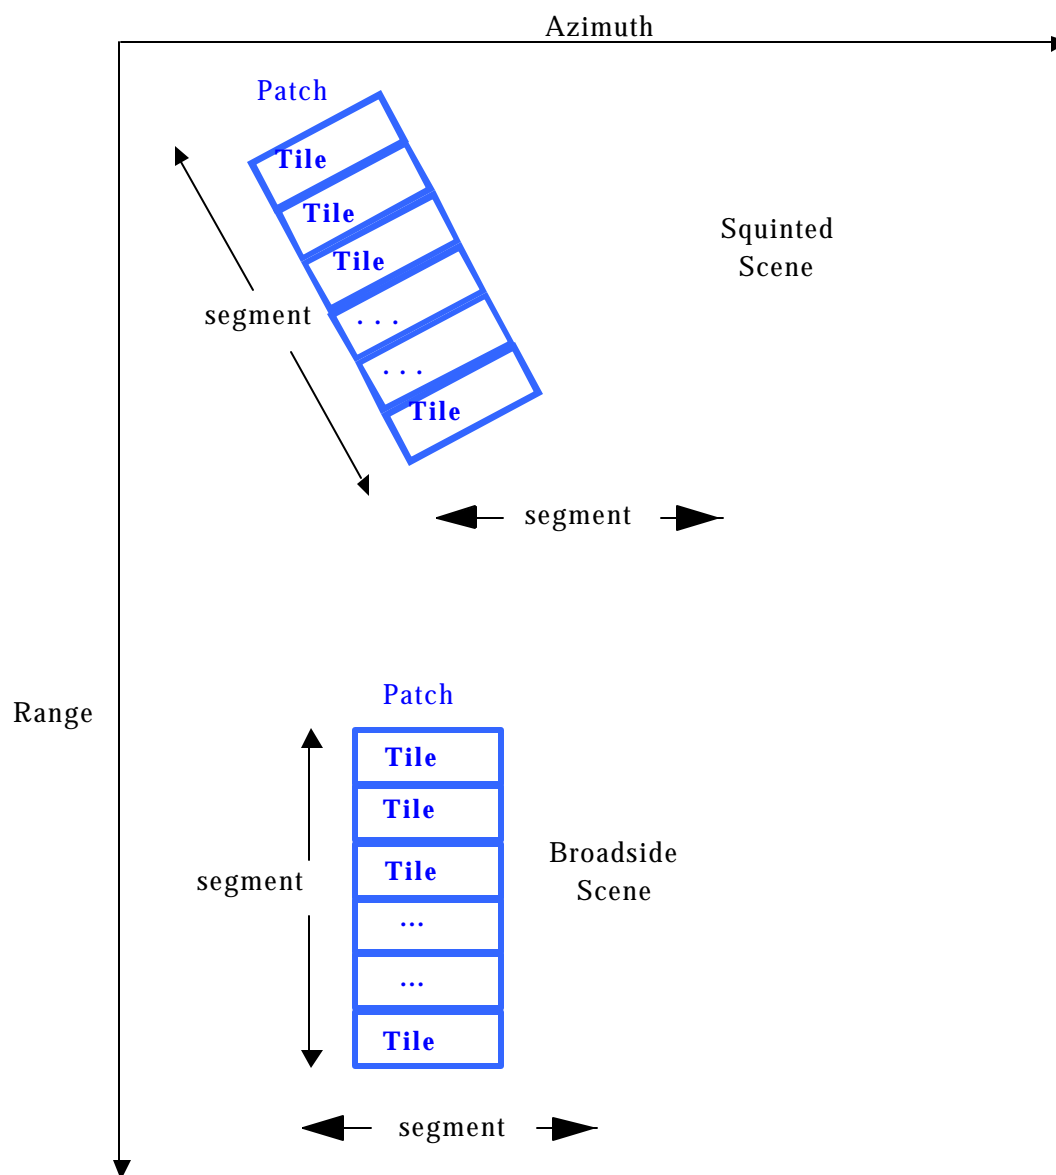 Azimuth
Patch
Tile
Tile
Squinted
Scene
Tile
segment
. . .
. . .
Tile
segment
Patch
Range
Tile
Tile
Broadside
Scene
Tile
segment
...
...
Tile
segment